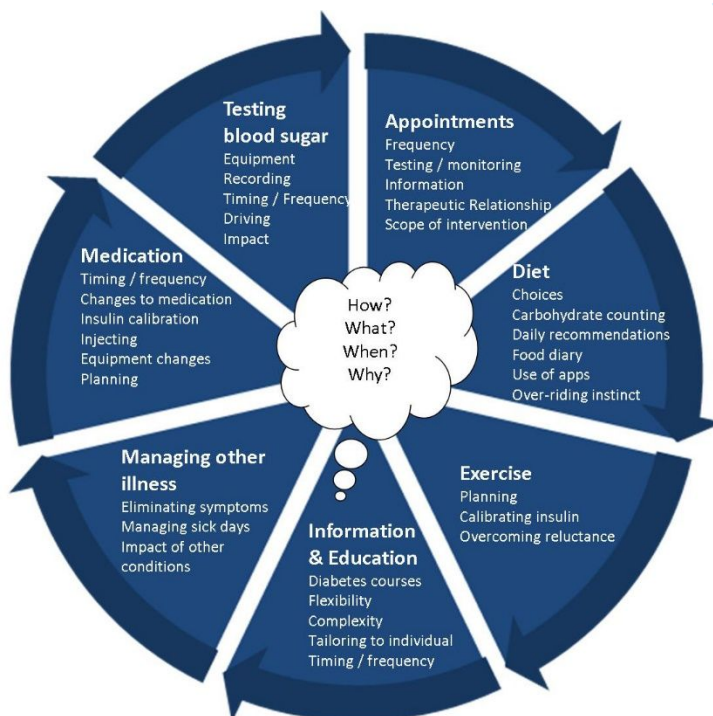 Testing
blood sugar
Equipment
Recording
Timing / Frequency
Driving
Impact
Appointments
Frequency
Testing / monitoring
Information
Therapeutic Relationship
Scope of intervention
Diet
Choices
Carbohydrate counting
Daily recommendations
Food diary
Use of apps
Over-riding instinct
Exercise
Planning
Calibrating insulin
Overcoming reluctance
Information
& Education
Diabetes courses
Flexibility
Complexity
Tailoring to individual
Timing / frequency
Managing other
illness
Eliminating symptoms
Managing sick days
Impact of other
conditions
Medication
Timing / frequency
Changes to medication
Insulin calibration
Injecting
Equipment changes
Planning
How?
What?
When?
Why?